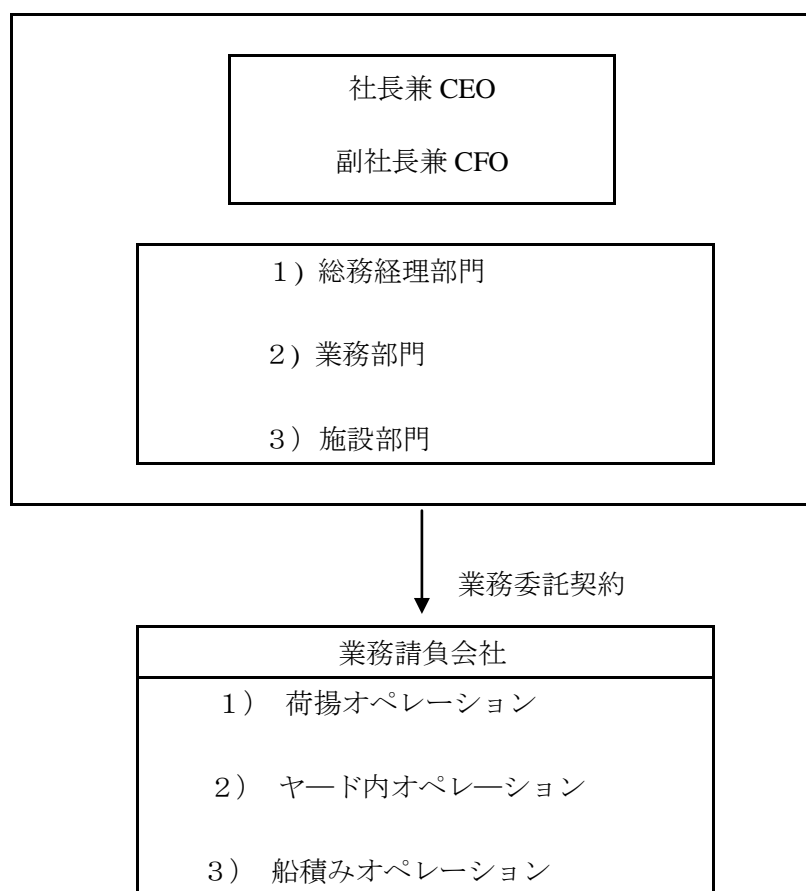 社長兼 CEO
副社長兼 CFO
１) 総務経理部門
２) 業務部門
３） 施設部門
業務委託契約
業務請負会社
１） 荷揚オペレーション
２） ヤ―ド内オペレ―ション
３） 船積みオペレーション